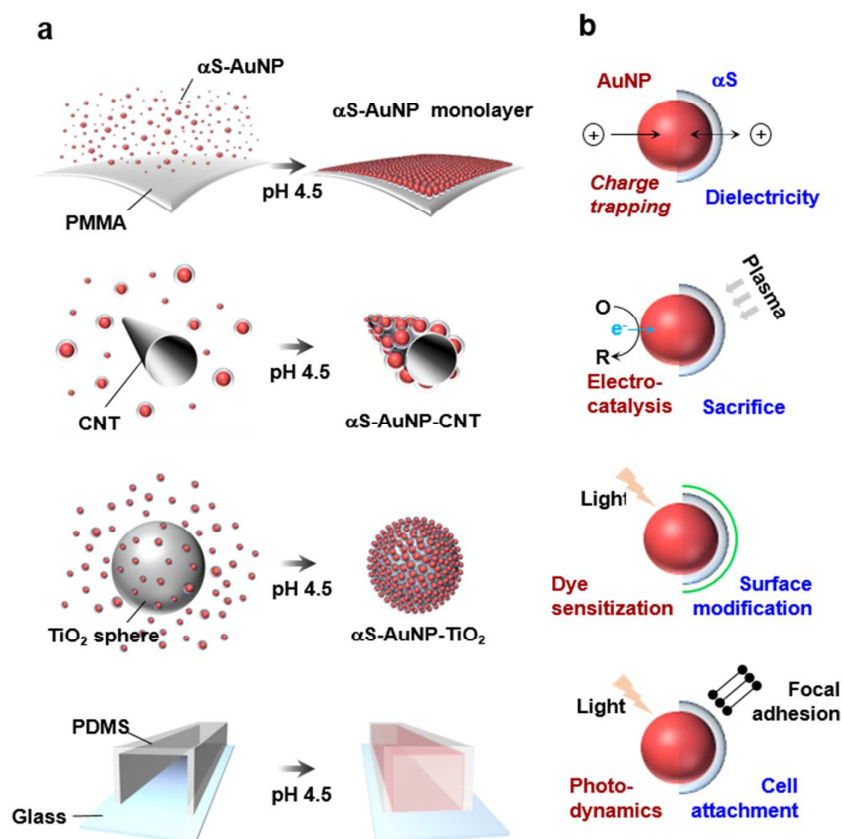 a
αS-AuNP
αS-AuNP monolayer
pH 4.5
PMMA
CNT
pH 4.5
αS-AuNP-CNT
TiO₂ sphere
pH 4.5
αS-AuNP-TiO₂
PDMS
Glass
pH 4.5
b
AuNP αS
+ +
Charge
trapping
Dielectricity
O
e⁻
R
Plasma
Electro-
catalysis
Sacrifice
Light
Dye
sensitization
Surface
modification
Light
Focal
adhesion
Photo-
dynamics
Cell
attachment